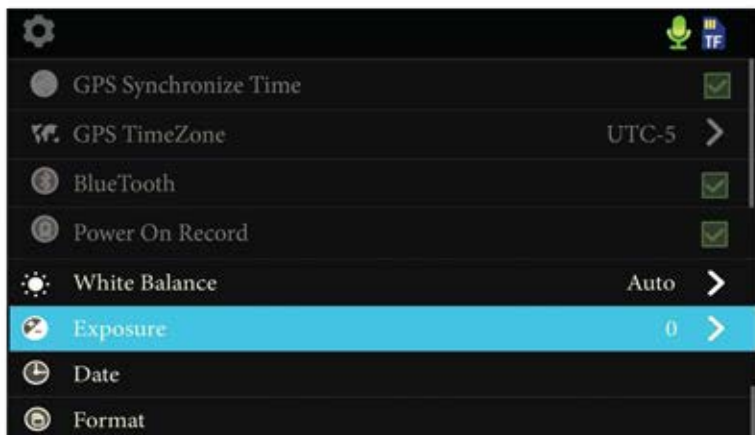 TF
GPS Synchronize Time
GPS TimeZone UTC-5
BlueTooth
Power On Record
White Balance Auto
Exposure 0
Date
Format